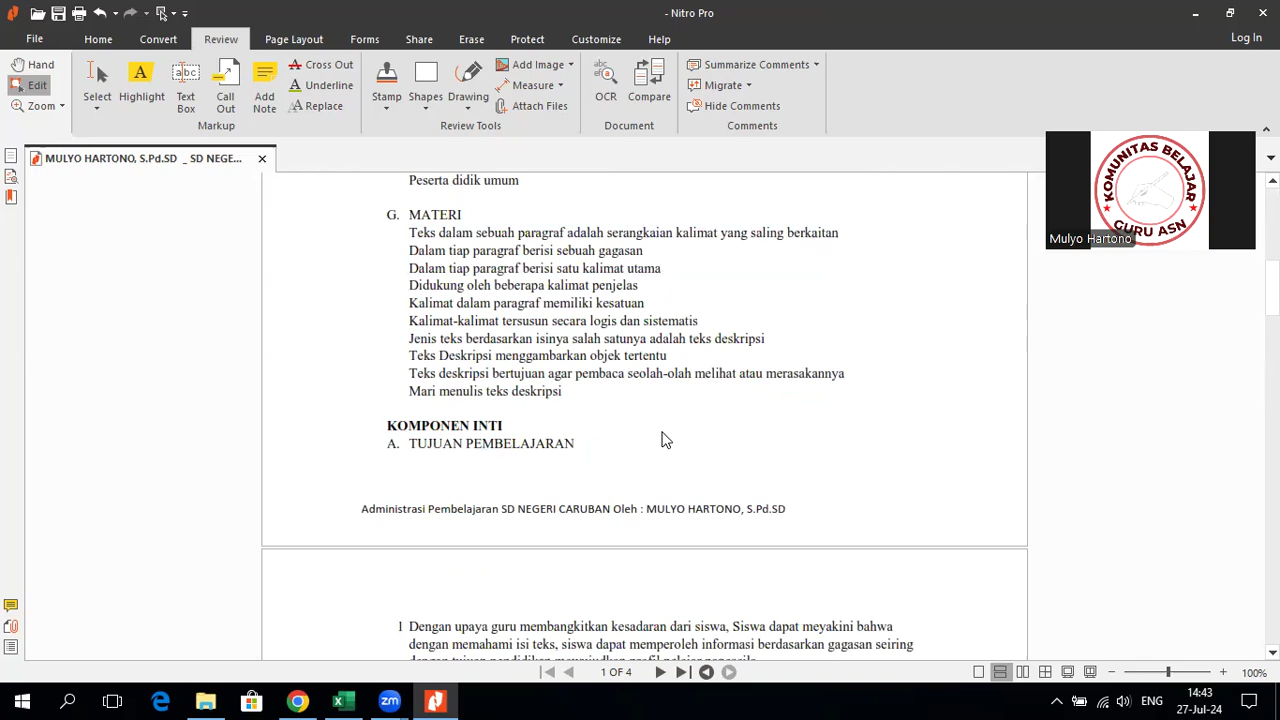 - Nitro Pro
File Home Convert Review Page Layout Forms Share Erase Protect Customize Help Log In
Hand
Edit
Zoom
Select
Highlight
Text Box
Call Out
Add Note
Cross Out
Underline
Replace
Markup
Stamp
Shapes
Drawing
Add Image
Measure
Attach Files
Review Tools
OCR
Compare
Document
Summarize Comments
Migrate
Hide Comments
Comments
MULYO HARTONO, S.Pd.SD _ SD NEGE...
KOMUNITAS BELAJAR
GURU ASN
Mulyo Hartono
Peserta didik umum
G. MATERI
Teks dalam sebuah paragraf adalah serangkaian kalimat yang saling berkaitan
Dalam tiap paragraf berisi sebuah gagasan
Dalam tiap paragraf berisi satu kalimat utama
Didukung oleh beberapa kalimat penjelas
Kalimat dalam paragraf memiliki kesatuan
Kalimat-kalimat tersusun secara logis dan sistematis
Jenis teks berdasarkan isinya salah satunya adalah teks deskripsi
Teks Deskripsi menggambarkan objek tertentu
Teks deskripsi bertujuan agar pembaca seolah-olah melihat atau merasakannya
Mari menulis teks deskripsi
KOMPONEN INTI
A. TUJUAN PEMBELAJARAN
Administrasi Pembelajaran SD NEGERI CARUBAN Oleh : MULYO HARTONO, S.Pd.SD
1 Dengan upaya guru membangkitkan kesadaran dari siswa, Siswa dapat meyakini bahwa
dengan memahami isi teks, siswa dapat memperoleh informasi berdasarkan gagasan seiring
1 OF 4
100%
zm
ENG
14:43
27-Jul-24